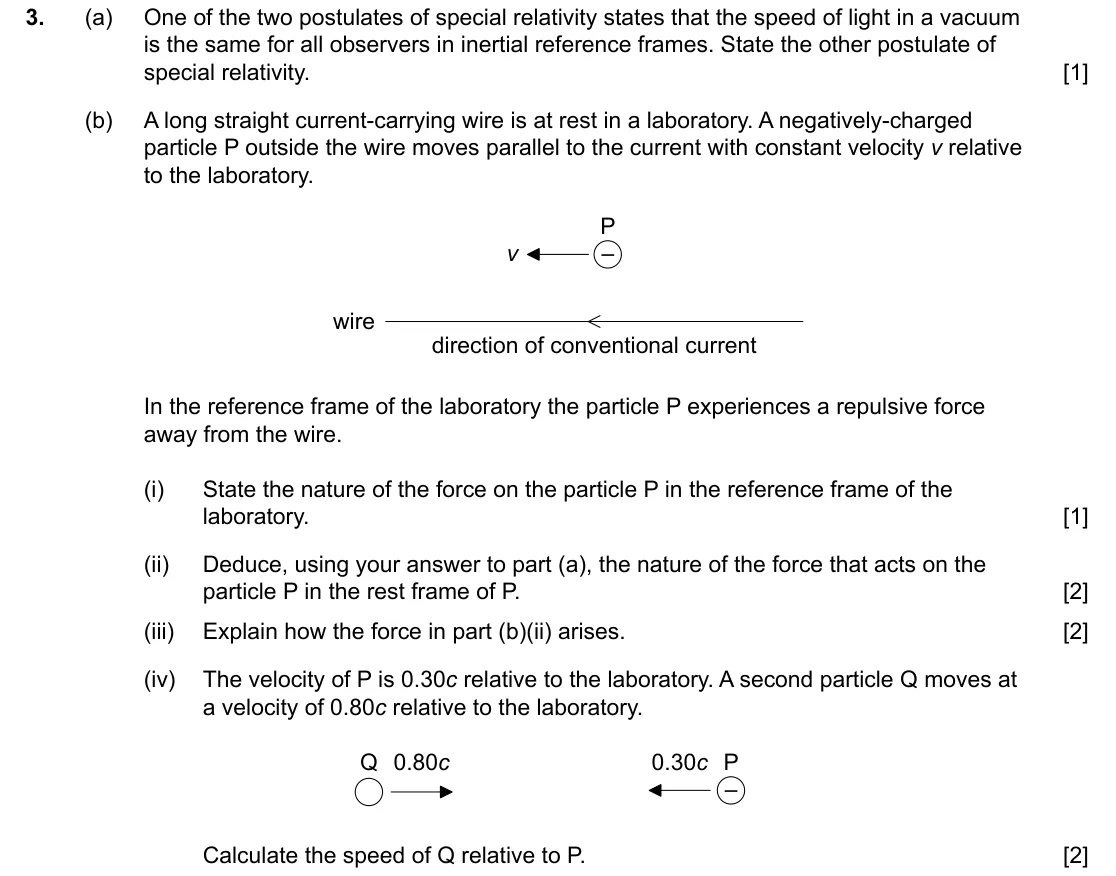 3. (a) One of the two postulates of special relativity states that the speed of light in a vacuum
is the same for all observers in inertial reference frames. State the other postulate of
special relativity. [1]
(b) A long straight current-carrying wire is at rest in a laboratory. A negatively-charged
particle P outside the wire moves parallel to the current with constant velocity v relative
to the laboratory.
P
v −
wire
direction of conventional current
In the reference frame of the laboratory the particle P experiences a repulsive force
away from the wire.
(i) State the nature of the force on the particle P in the reference frame of the
laboratory. [1]
(ii) Deduce, using your answer to part (a), the nature of the force that acts on the
particle P in the rest frame of P. [2]
(iii) Explain how the force in part (b)(ii) arises. [2]
(iv) The velocity of P is 0.30c relative to the laboratory. A second particle Q moves at
a velocity of 0.80c relative to the laboratory.
Q 0.80c 0.30c P
−
Calculate the speed of Q relative to P. [2]